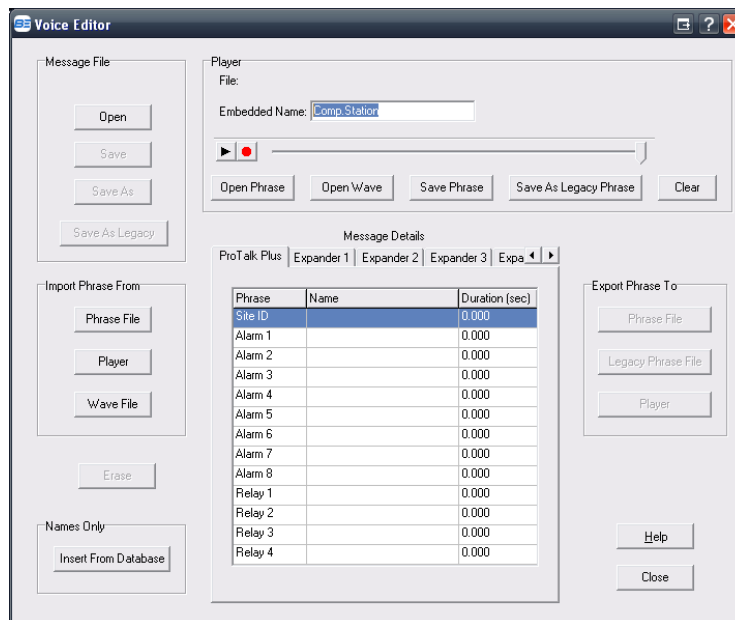 Voice Editor
Message File
Open
Save
Save As
Save As Legacy
Player
File:
Embedded Name: Comp.Station
Open Phrase Open Wave Save Phrase Save As Legacy Phrase Clear
Import Phrase From
Phrase File
Player
Wave File
Erase
Names Only
Insert From Database
Message Details
ProTalk Plus Expander 1 Expander 2 Expander 3 Expa
Phrase Name Duration (sec)
Site ID 0.000
Alarm 1 0.000
Alarm 2 0.000
Alarm 3 0.000
Alarm 4 0.000
Alarm 5 0.000
Alarm 6 0.000
Alarm 7 0.000
Alarm 8 0.000
Relay 1 0.000
Relay 2 0.000
Relay 3 0.000
Relay 4 0.000
Export Phrase To
Phrase File
Legacy Phrase File
Player
Help
Close